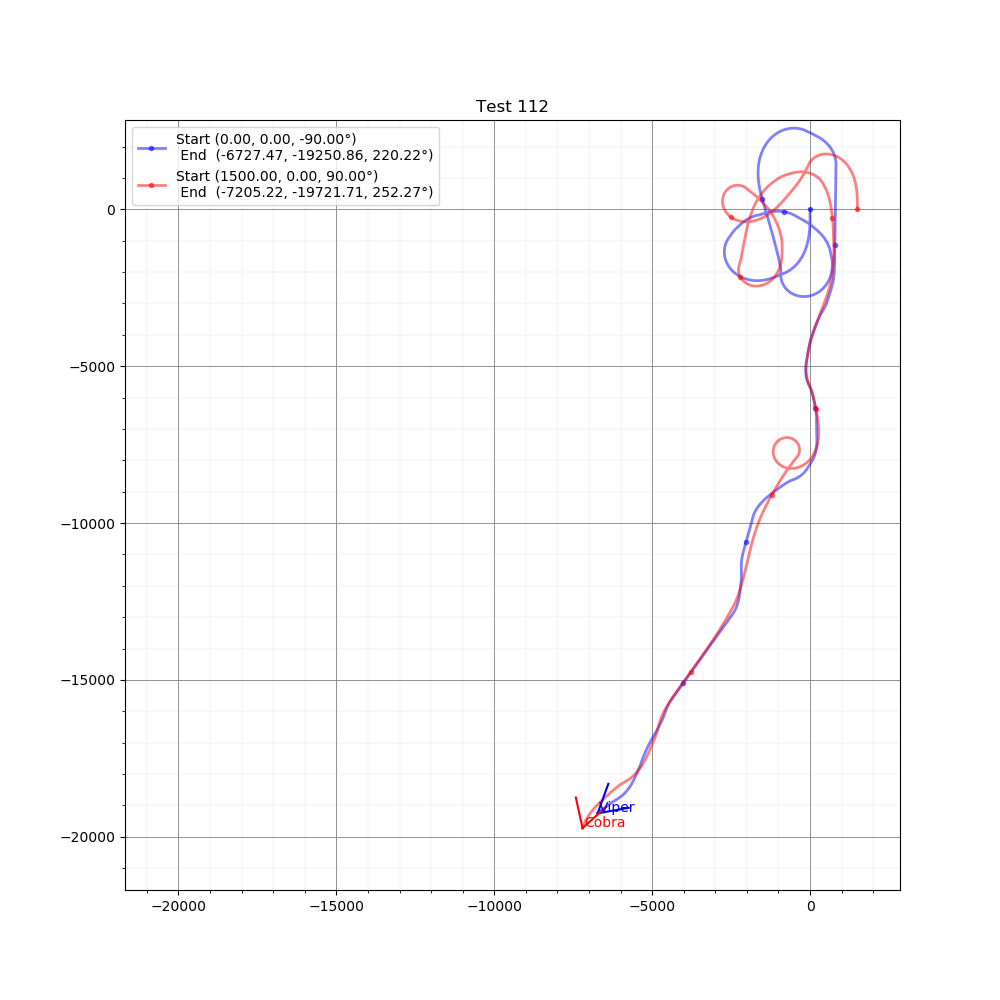 Test 112
Start (0.00, 0.00, -90.00°)
End  (-6727.47, -19250.86, 220.22°)
Start (1500.00, 0.00, 90.00°)
End  (-7205.22, -19721.71, 252.27°)
0
−5000
−10000
−15000
−20000
Viper
Cobra
−20000 −15000 −10000 −5000 0